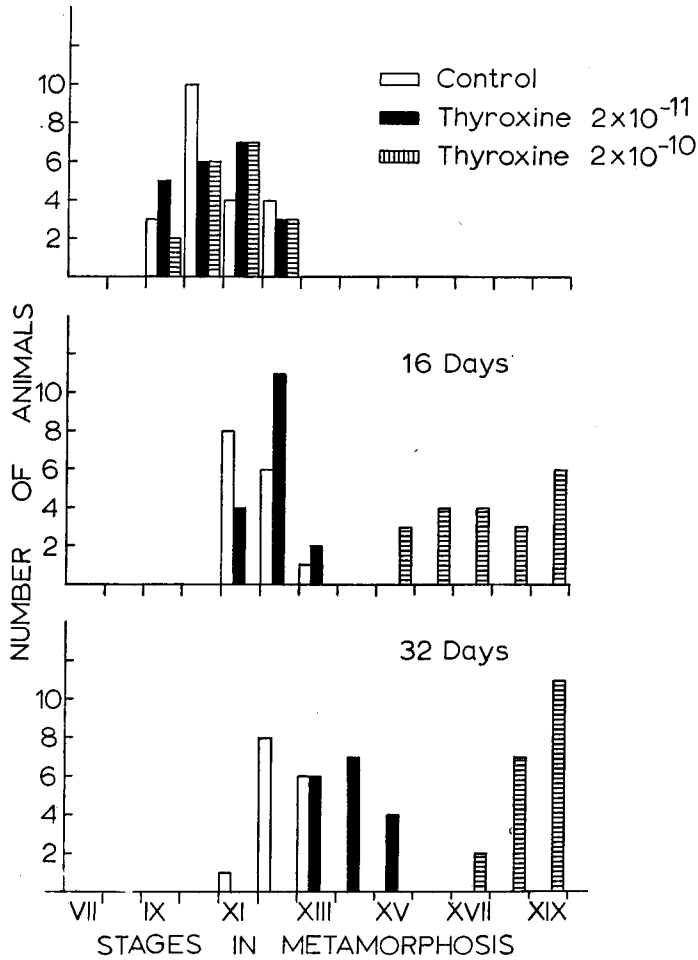 Control
Thyroxine 2×10⁻¹¹
Thyroxine 2×10⁻¹⁰
10
8
6
4
2
NUMBER OF ANIMALS
16 Days
10
8
6
4
2
32 Days
10
8
6
4
2
VII IX XI XIII XV XVII XIX
STAGES IN METAMORPHOSIS